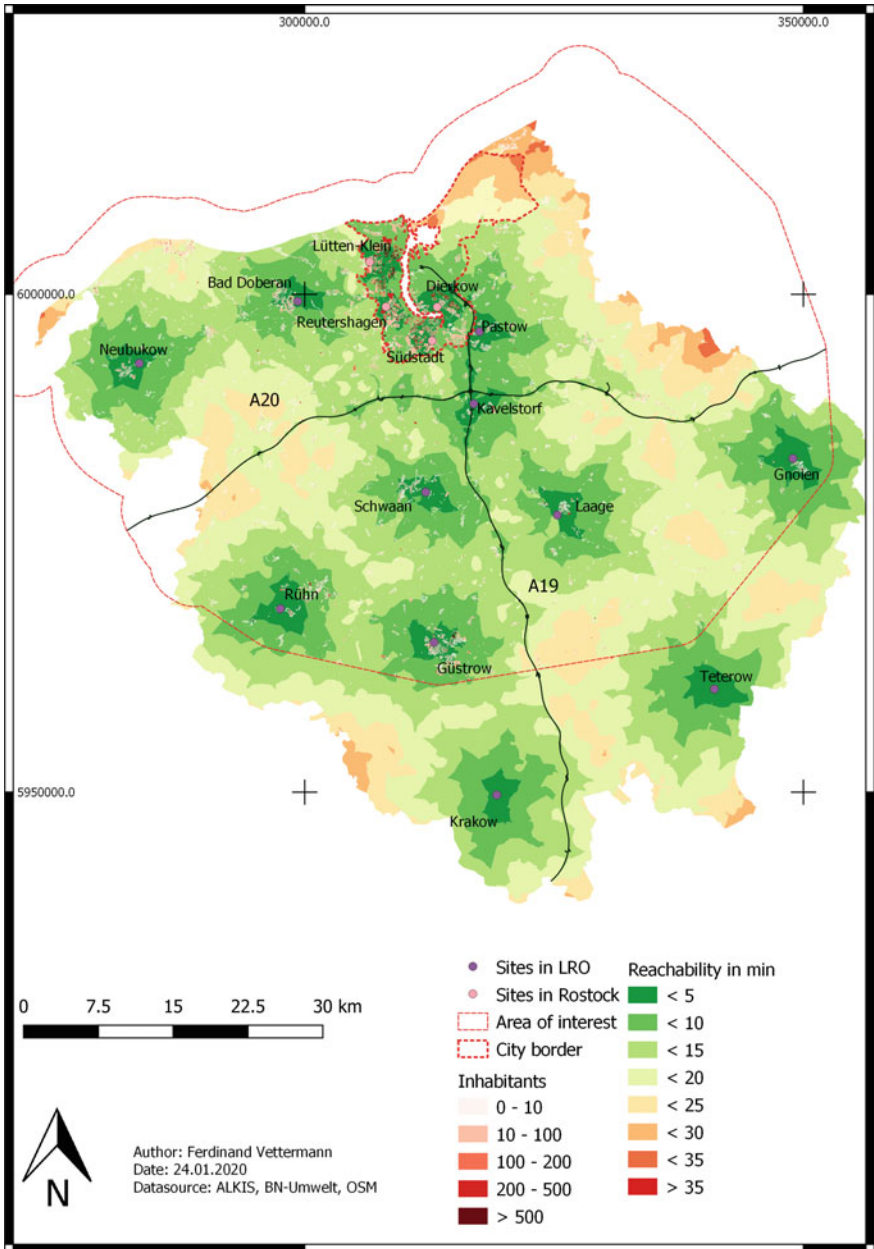 300000.0
350000.0
6000000.0
5950000.0
Lütten-Klein
Bad Doberan
Dierkow
Reutershagen
Pastow
Neubukow
Südstadt
A20
Kavelstorf
Gnoien
Schwaan
Laage
A19
Rühn
Güstrow
Teterow
Krakow
0 7.5 15 30 km
Sites in LRO
Sites in Rostock
Area of interest
City border
Inhabitants
0 - 10
10 - 100
100 - 200
200 - 500
> 500
Reachability in min
< 5
< 10
< 15
< 20
< 25
< 30
< 35
> 35
N
Author: Ferdinand Vettermann
Date: 24.01.2020
Datasource: ALKIS, BN-Umwelt, OSM